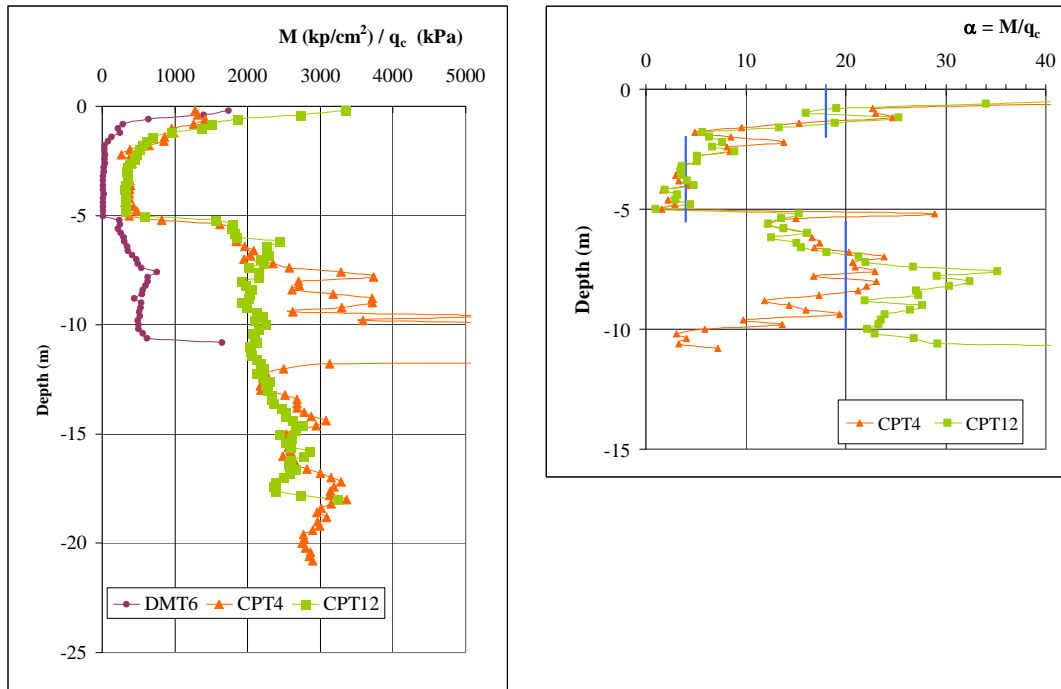 M (kp/cm²) / q_c (kPa)
0 1000 2000 3000 4000 5000
0
-5
-10
-15
-20
-25
Depth (m)
DMT6 CPT4 CPT12
α = M/q_c
0 10 20 30 40
0
-5
-10
-15
Depth (m)
CPT4 CPT12